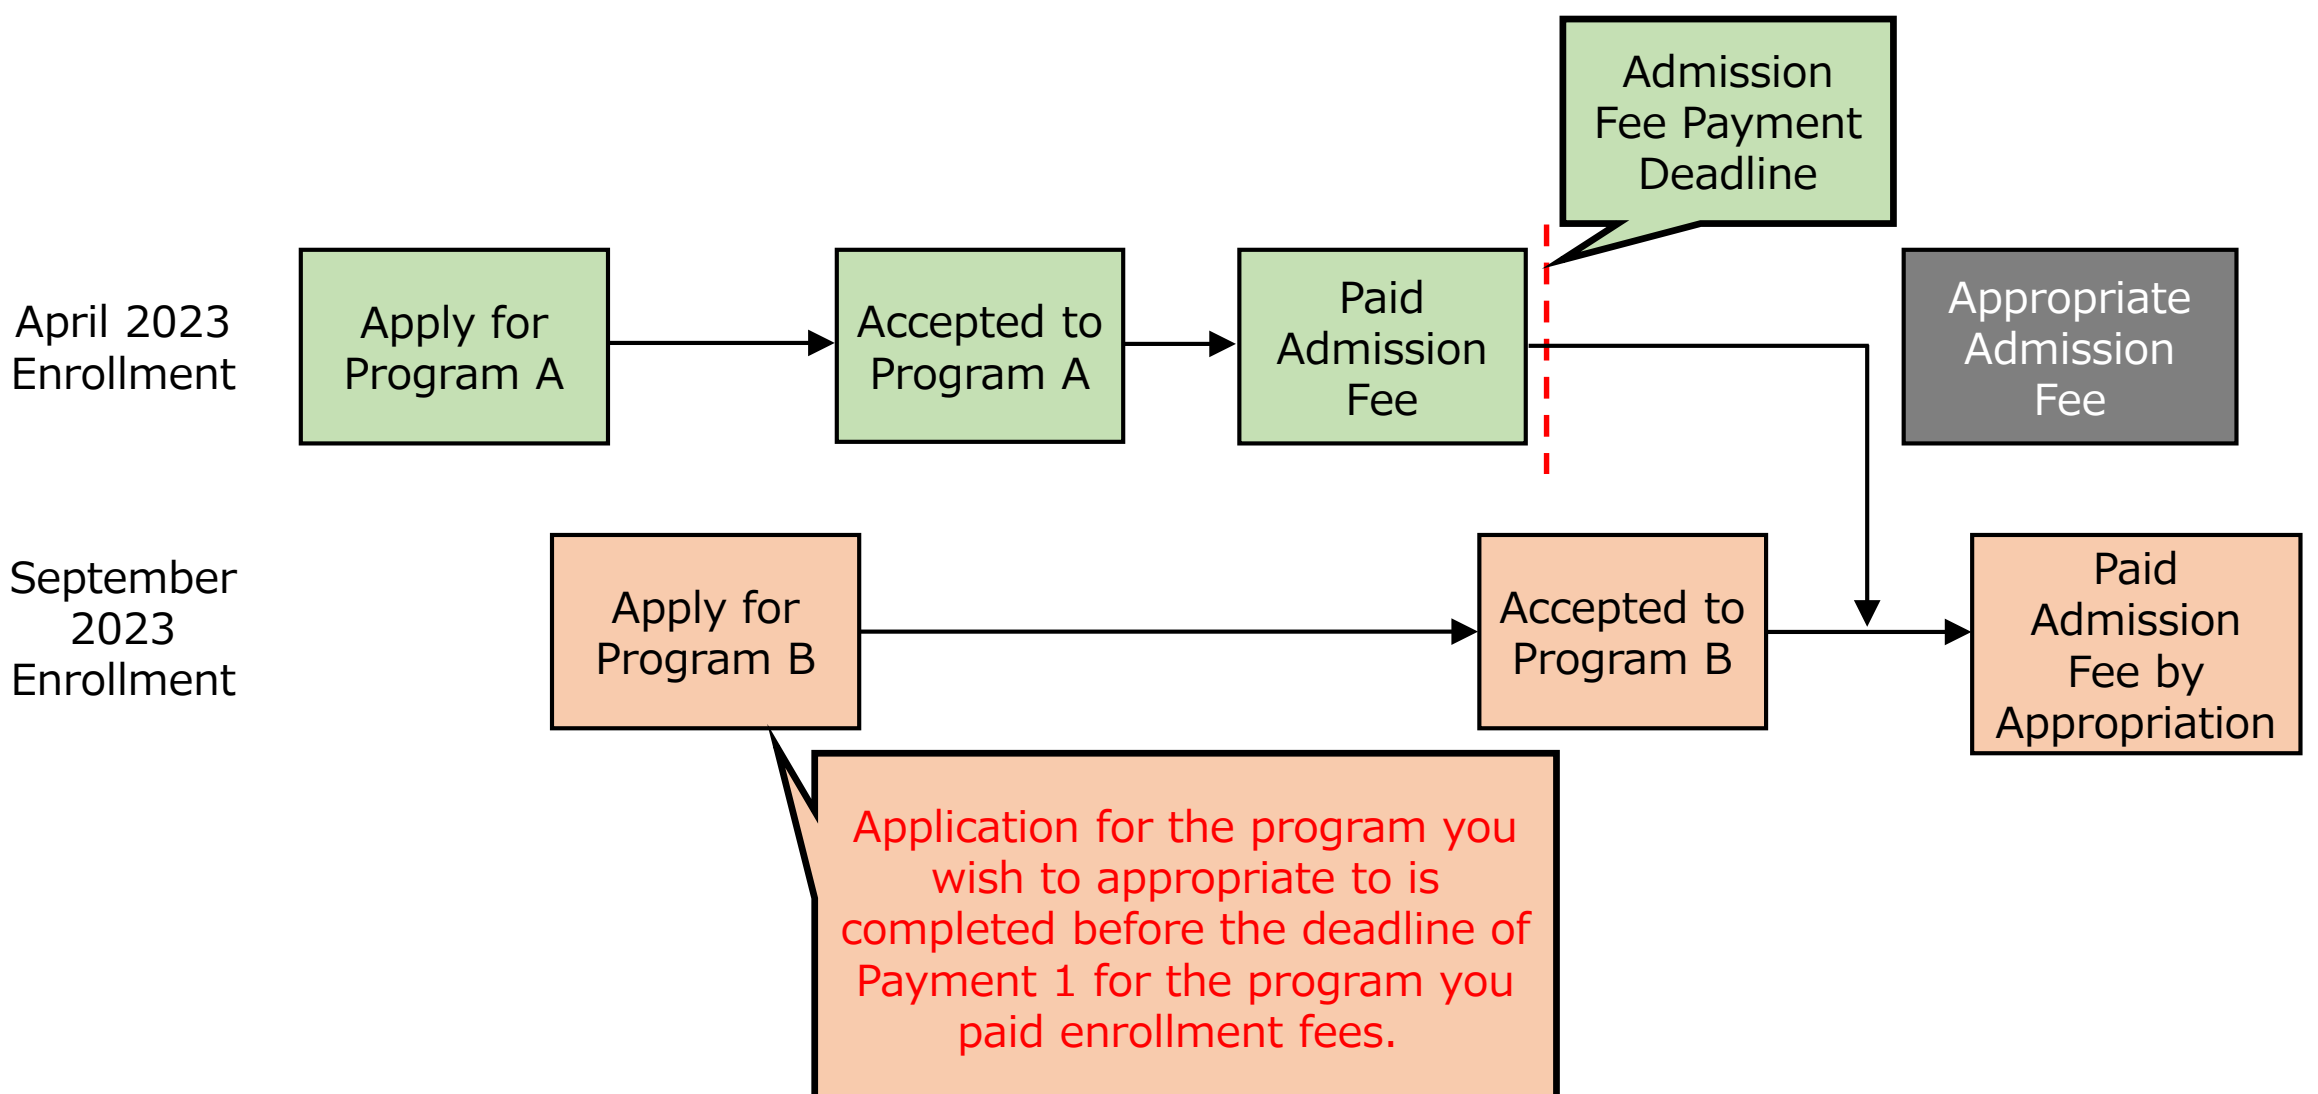 Admission
Fee Payment
Deadline
April 2023
Enrollment
Apply for
Program A
Accepted to
Program A
Paid
Admission
Fee
Appropriate
Admission
Fee
September
2023
Enrollment
Apply for
Program B
Accepted to
Program B
Paid
Admission
Fee by
Appropriation
Application for the program you
wish to appropriate to is
completed before the deadline of
Payment 1 for the program you
paid enrollment fees.